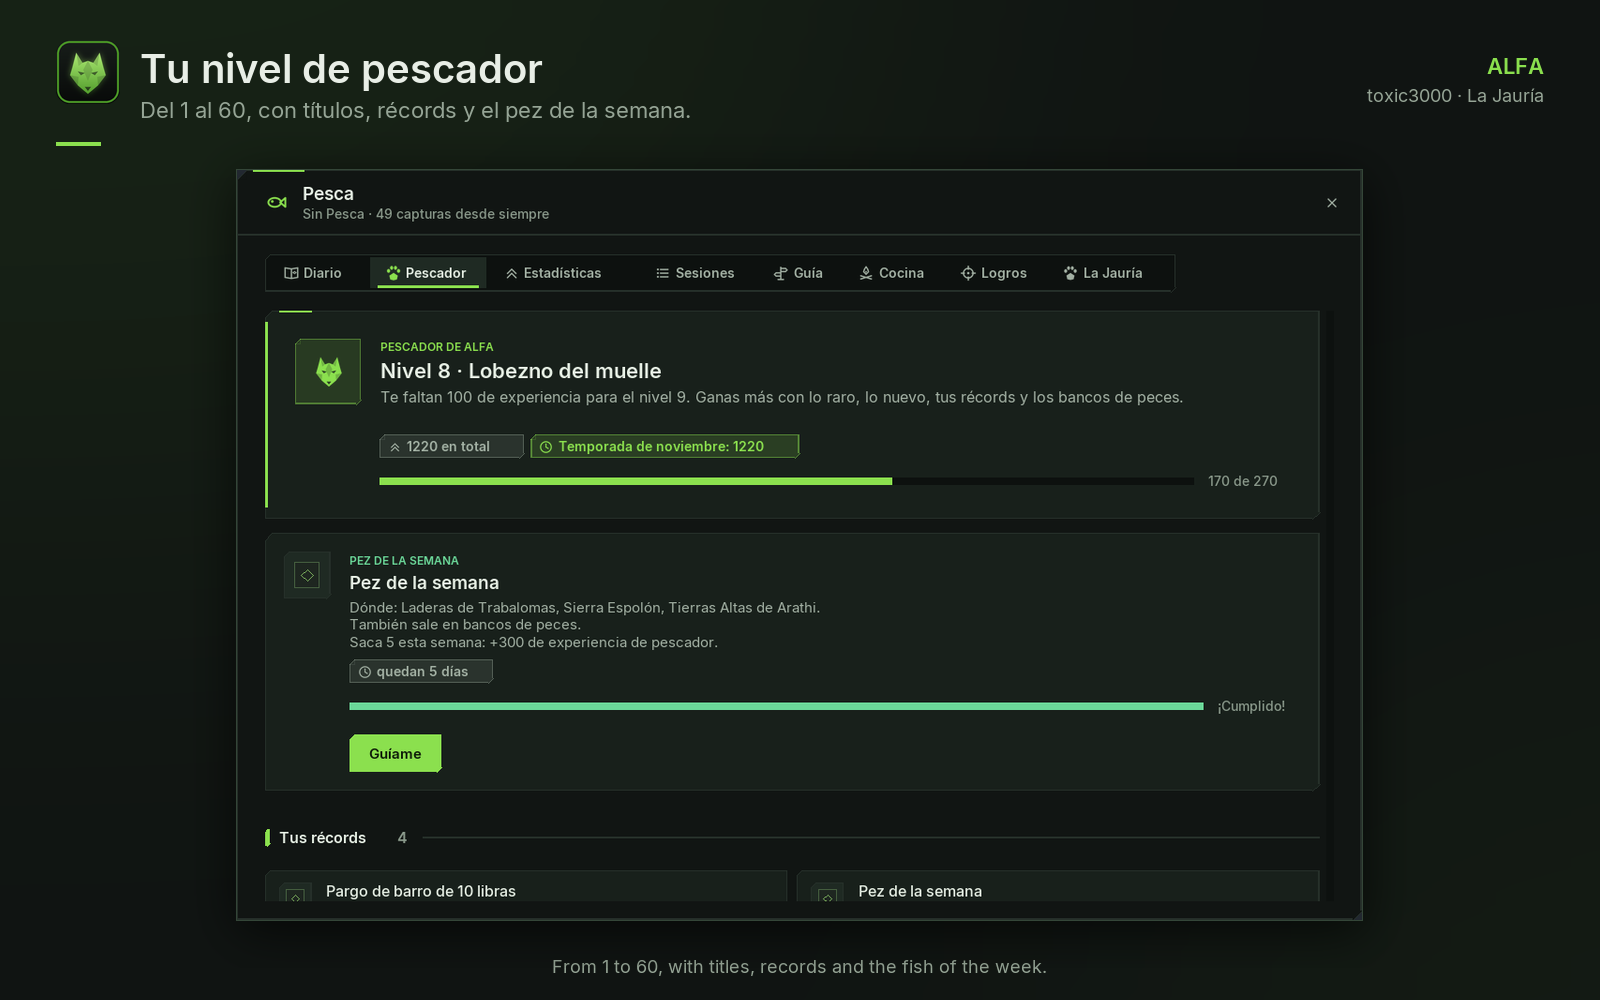 Tu nivel de pescador
Del 1 al 60, con títulos, récords y el pez de la semana.
ALFA
toxic3000 · La Jauría
Pesca
Sin Pesca · 49 capturas desde siempre
Diario
Pescador
Estadísticas
Sesiones
Guía
Cocina
Logros
La Jauría
PESCADOR DE ALFA
Nivel 8 · Lobezno del muelle
Te faltan 100 de experiencia para el nivel 9. Ganas más con lo raro, lo nuevo, tus récords y los bancos de peces.
1220 en total
Temporada de noviembre: 1220
170 de 270
PEZ DE LA SEMANA
Pez de la semana
Dónde: Laderas de Trabalomas, Sierra Espolón, Tierras Altas de Arathi.
También sale en bancos de peces.
Saca 5 esta semana: +300 de experiencia de pescador.
quedan 5 días
¡Cumplido!
Guíame
Tus récords 4
Pargo de barro de 10 libras
Pez de la semana
From 1 to 60, with titles, records and the fish of the week.